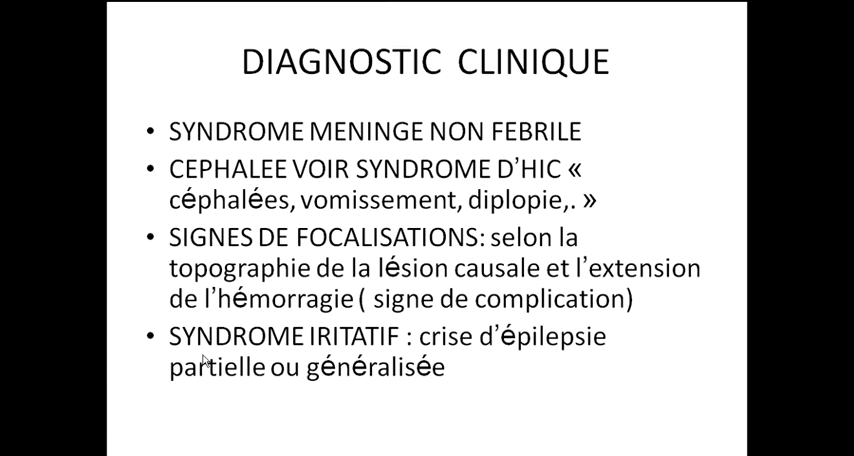 DIAGNOSTIC CLINIQUE
• SYNDROME MENINGE NON FEBRILE
• CEPHALEE VOIR SYNDROME D’HIC «
céphalées, vomissement, diplopie,. »
• SIGNES DE FOCALISATIONS: selon la
topographie de la lésion causale et l’extension
de l’hémorragie ( signe de complication)
• SYNDROME IRITATIF : crise d’épilepsie
partielle ou généralisée